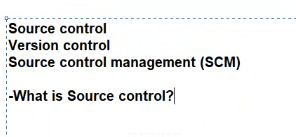 Source control
Version control
Source control management (SCM)
-What is Source control?